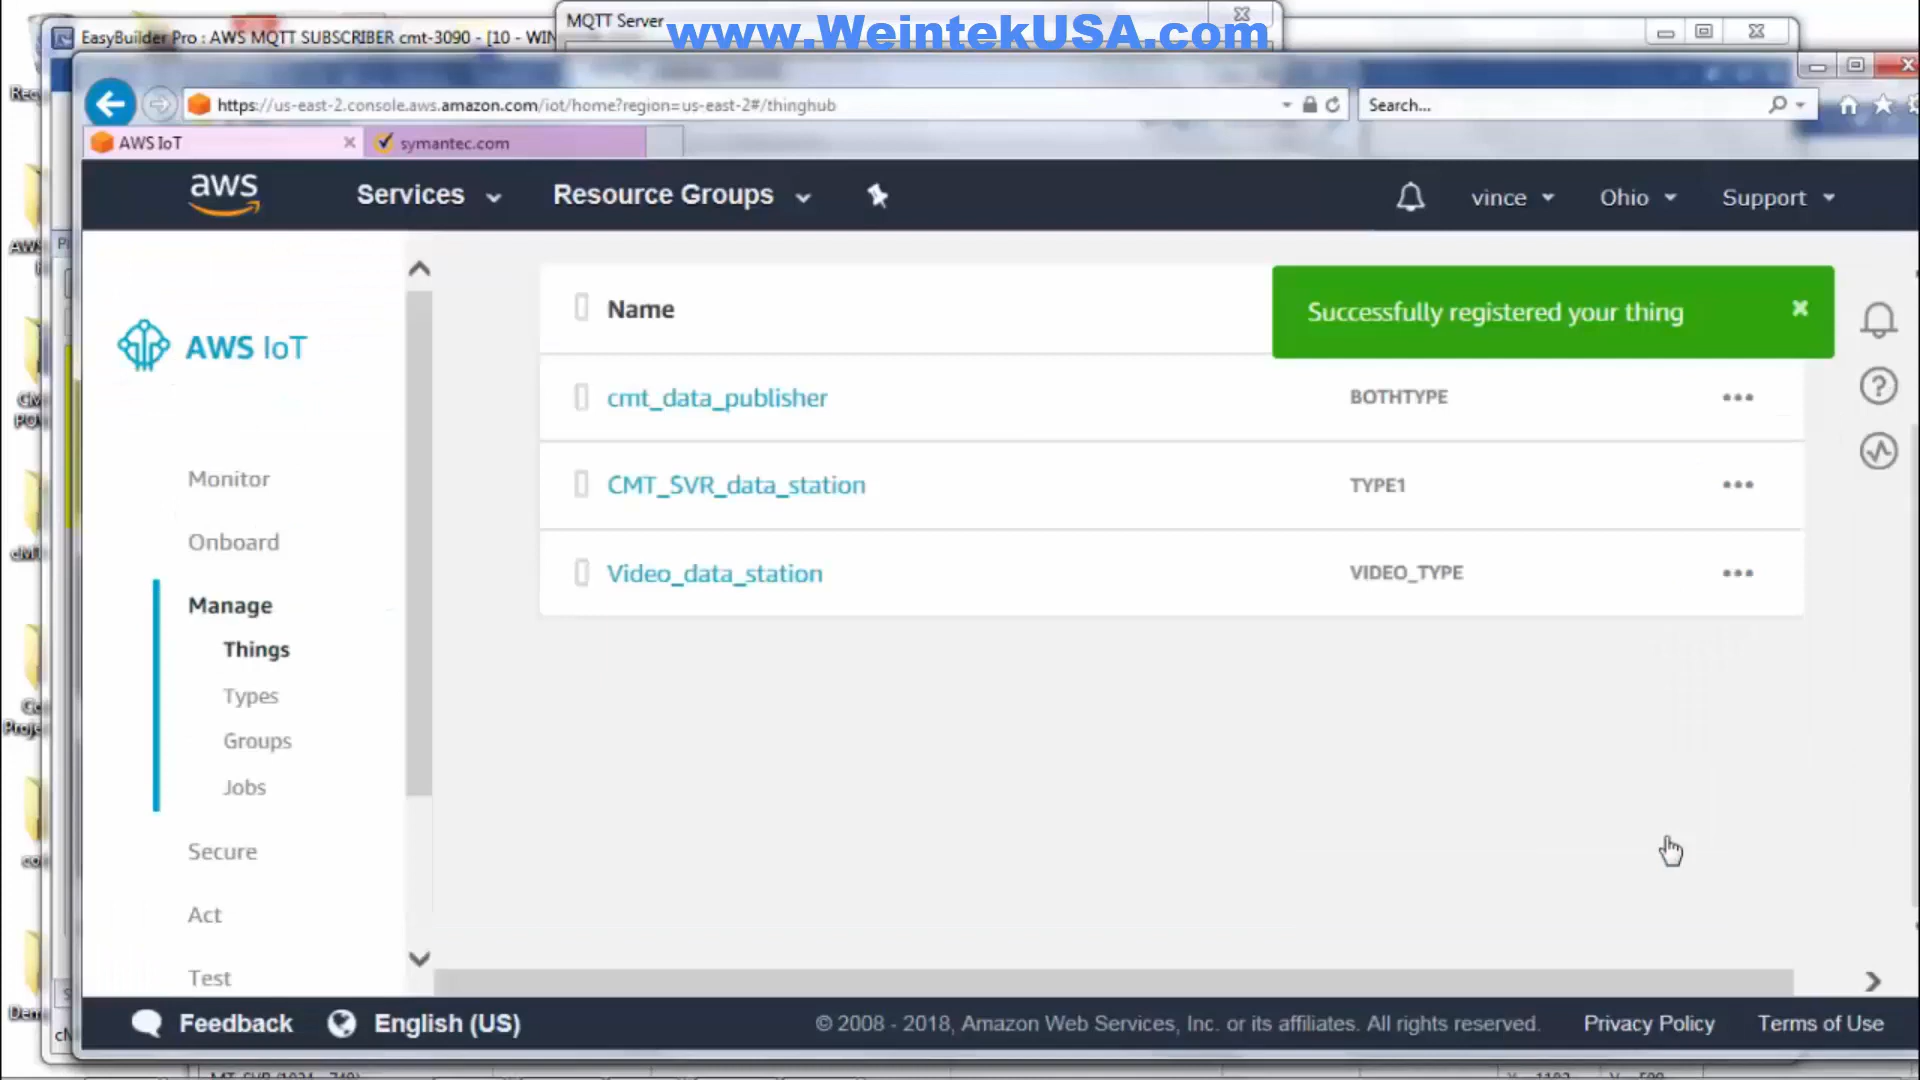 MQTT Server
www.WeintekUSA.com
EasyBuilder Pro : AWS MQTT SUBSCRIBER cmt-3090 - [10 - WIN
https://us-east-2.console.aws.amazon.com/iot/home?region=us-east-2#/thinghub
Search...
AWS IoT
symantec.com
aws
Services
Resource Groups
vince
Ohio
Support
AWS IoT
Monitor
Onboard
Manage
Things
Types
Groups
Jobs
Secure
Act
Test
Name
Successfully registered your thing
cmt_data_publisher
BOTHTYPE
CMT_SVR_data_station
TYPE1
Video_data_station
VIDEO_TYPE
Feedback
English (US)
© 2008 - 2018, Amazon Web Services, Inc. or its affiliates. All rights reserved.
Privacy Policy
Terms of Use